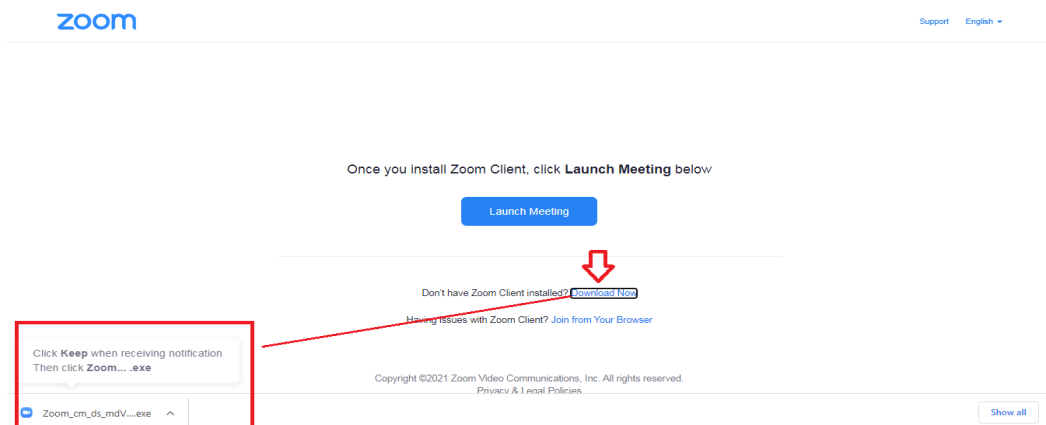 zoom
Support English
Once you install Zoom Client, click Launch Meeting below
Launch Meeting
Don't have Zoom Client installed? Download Now
Having issues with Zoom Client? Join from Your Browser
Click Keep when receiving notification
Then click Zoom... .exe
Copyright ©2021 Zoom Video Communications, Inc. All rights reserved.
Privacy & Legal Policies
Zoom_cm_ds_mdV....exe
Show all